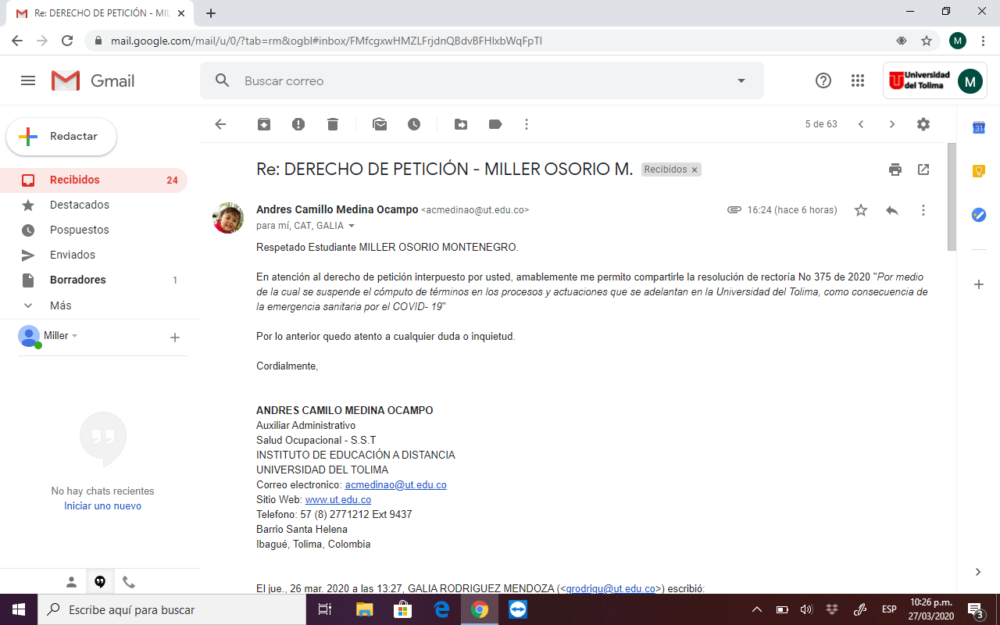 Re: DERECHO DE PETICIÓN - MIL
mail.google.com/mail/u/0/?tab=rm&ogbl#inbox/FMfcgxwHMZLFrjdnQBdvBFHlxbWqFpTl
M
Gmail
Buscar correo
Universidad
del Tolima
M
Redactar
5 de 63
31
Recibidos 24
Destacados
Pospuestos
Enviados
Borradores 1
Más
Miller
No hay chats recientes
Iniciar uno nuevo
Re: DERECHO DE PETICIÓN - MILLER OSORIO M. Recibidos
Andres Camillo Medina Ocampo <acmedinao@ut.edu.co> 16:24 (hace 6 horas)
para mí, CAT, GALIA
Respetado Estudiante MILLER OSORIO MONTENEGRO.
En atención al derecho de petición interpuesto por usted, amablemente me permito compartirle la resolución de rectoría No 375 de 2020 "Por medio
de la cual se suspende el cómputo de términos en los procesos y actuaciones que se adelantan en la Universidad del Tolima, como consecuencia de
la emergencia sanitaria por el COVID- 19"
Por lo anterior quedo atento a cualquier duda o inquietud.
Cordialmente,
ANDRES CAMILO MEDINA OCAMPO
Auxiliar Administrativo
Salud Ocupacional - S.S.T
INSTITUTO DE EDUCACIÓN A DISTANCIA
UNIVERSIDAD DEL TOLIMA
Correo electronico: acmedinao@ut.edu.co
Sitio Web: www.ut.edu.co
Telefono: 57 (8) 2771212 Ext 9437
Barrio Santa Helena
Ibagué, Tolima, Colombia
El jue., 26 mar. 2020 a las 13:27, GALIA RODRIGUEZ MENDOZA (<grodrigu@ut.edu.co>) escribió:
Escribe aquí para buscar
ESP
10:26 p.m.
27/03/2020
3